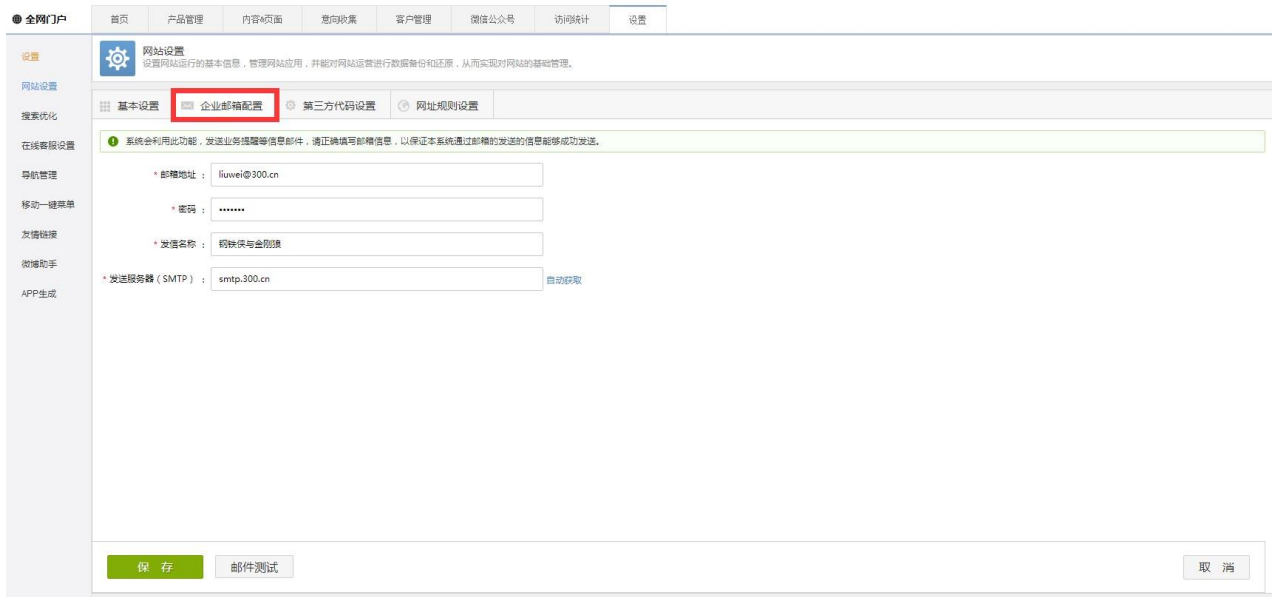 全网门户
首页 产品管理 内容&页面 意向收集 客户管理 微信公众号 访问统计 设置
设置
网站设置
搜索优化
在线客服设置
导航管理
移动一键菜单
友情链接
微博助手
APP生成
网站设置
设置网站运行的基本信息，管理网站应用，并能对网站运营进行数据备份和还原，从而实现对网站的基础管理。
基本设置 企业邮箱配置 第三方代码设置 网址规则设置
系统会利用此功能，发送业务提醒等信息邮件，请正确填写邮箱信息，以保证本系统通过邮箱的发送的信息能够成功发送。
* 邮箱地址 ： liuwei@300.cn
* 密码 ： •••••••
* 发信名称 ： 钢铁侠与金刚狼
* 发送服务器（SMTP） ： smtp.300.cn 自动获取
保 存 邮件测试 取 消